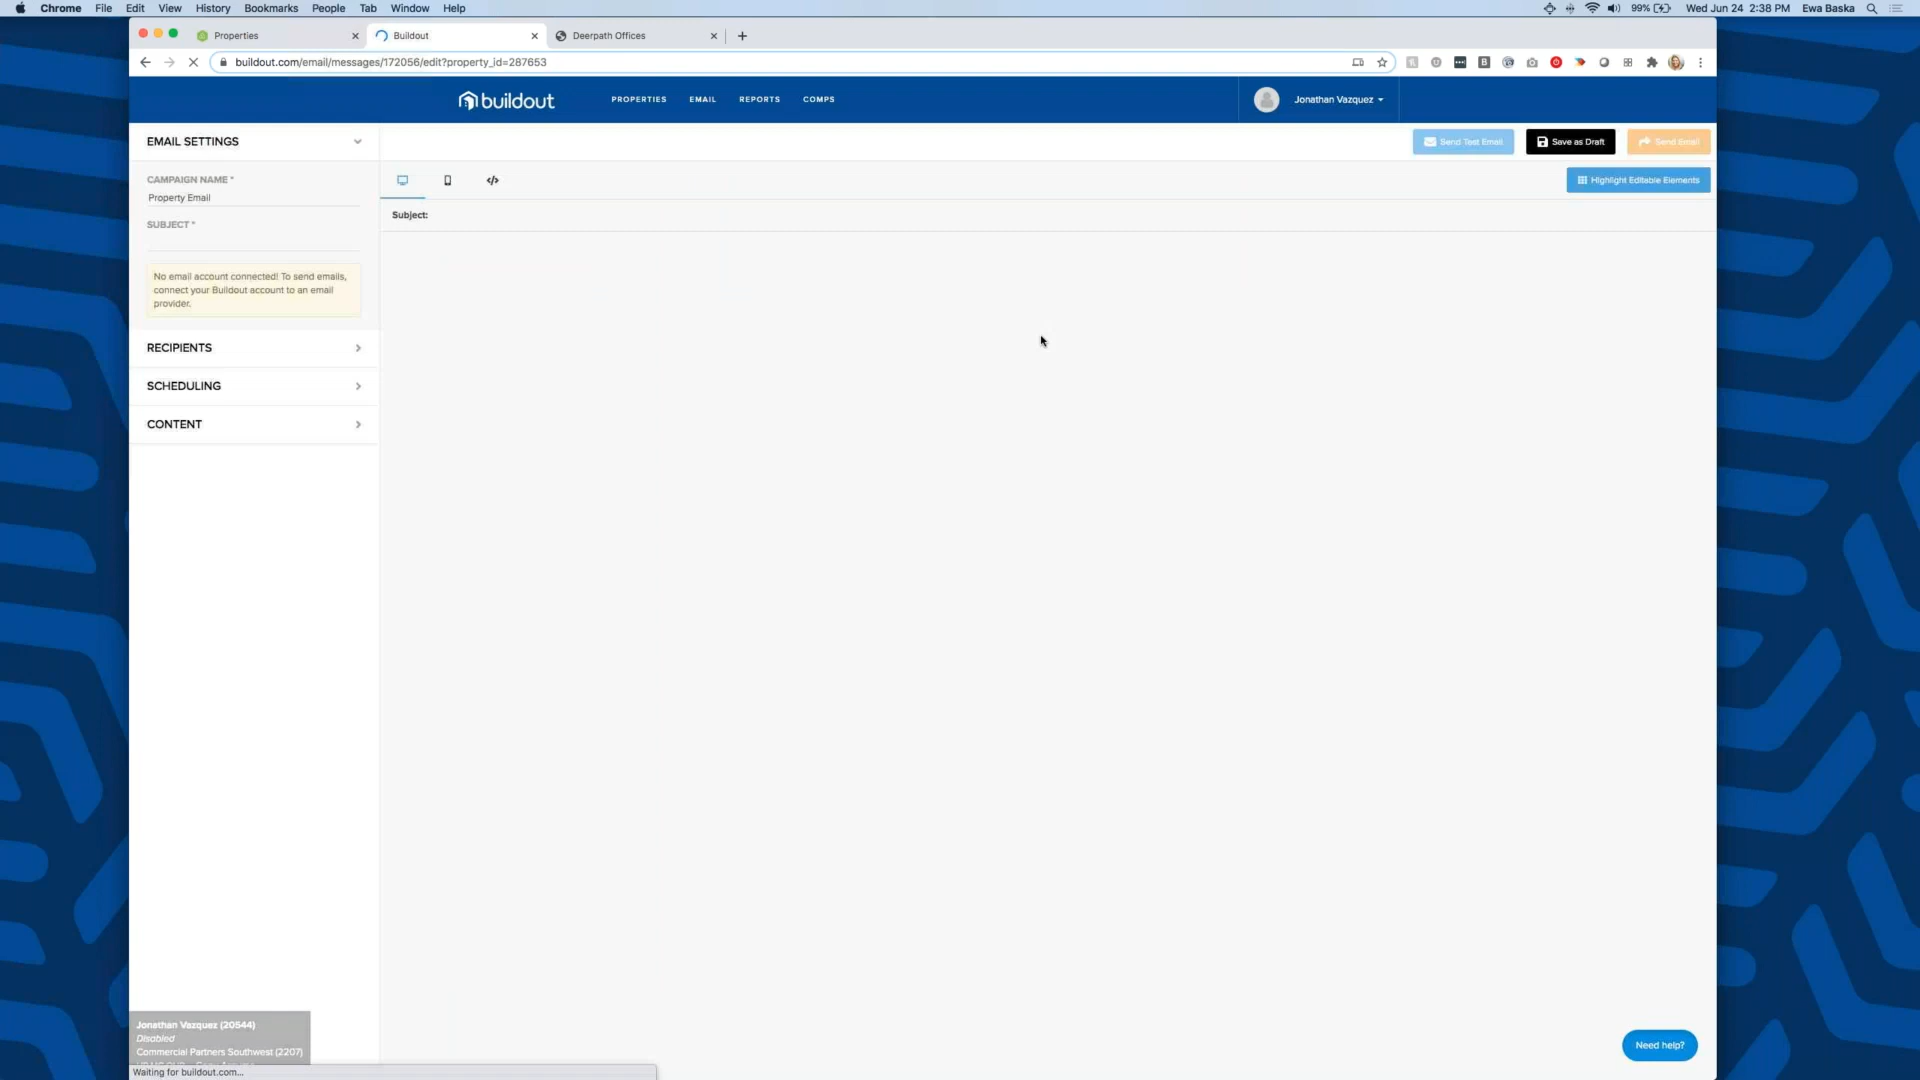 Chrome File Edit View History Bookmarks People Tab Window Help
99% Wed Jun 24 2:38 PM Ewa Baska
Properties
Buildout
Deerpath Offices
buildout.com/email/messages/172056/edit?property_id=287653
buildout
PROPERTIES EMAIL REPORTS COMPS
Jonathan Vazquez
EMAIL SETTINGS
Send Test Email
Save as Draft
Send Email
CAMPAIGN NAME *
Property Email
Highlight Editable Elements
SUBJECT *
Subject:
No email account connected! To send emails,
connect your Buildout account to an email
provider.
RECIPIENTS
SCHEDULING
CONTENT
Jonathan Vazquez (20544)
Disabled
Commercial Partners Southwest (2207)
Waiting for buildout.com...
Need help?